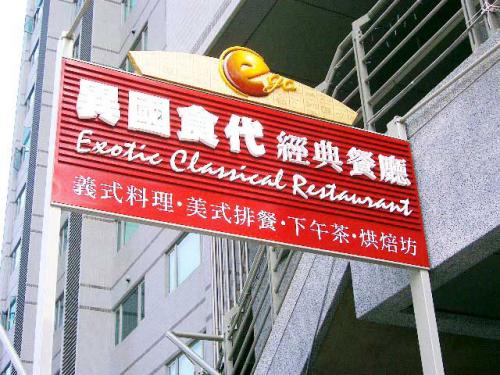 ega
異國食代 經典餐廳
Exotic Classical Restaurant
義式料理·美式排餐·下午茶·烘焙坊